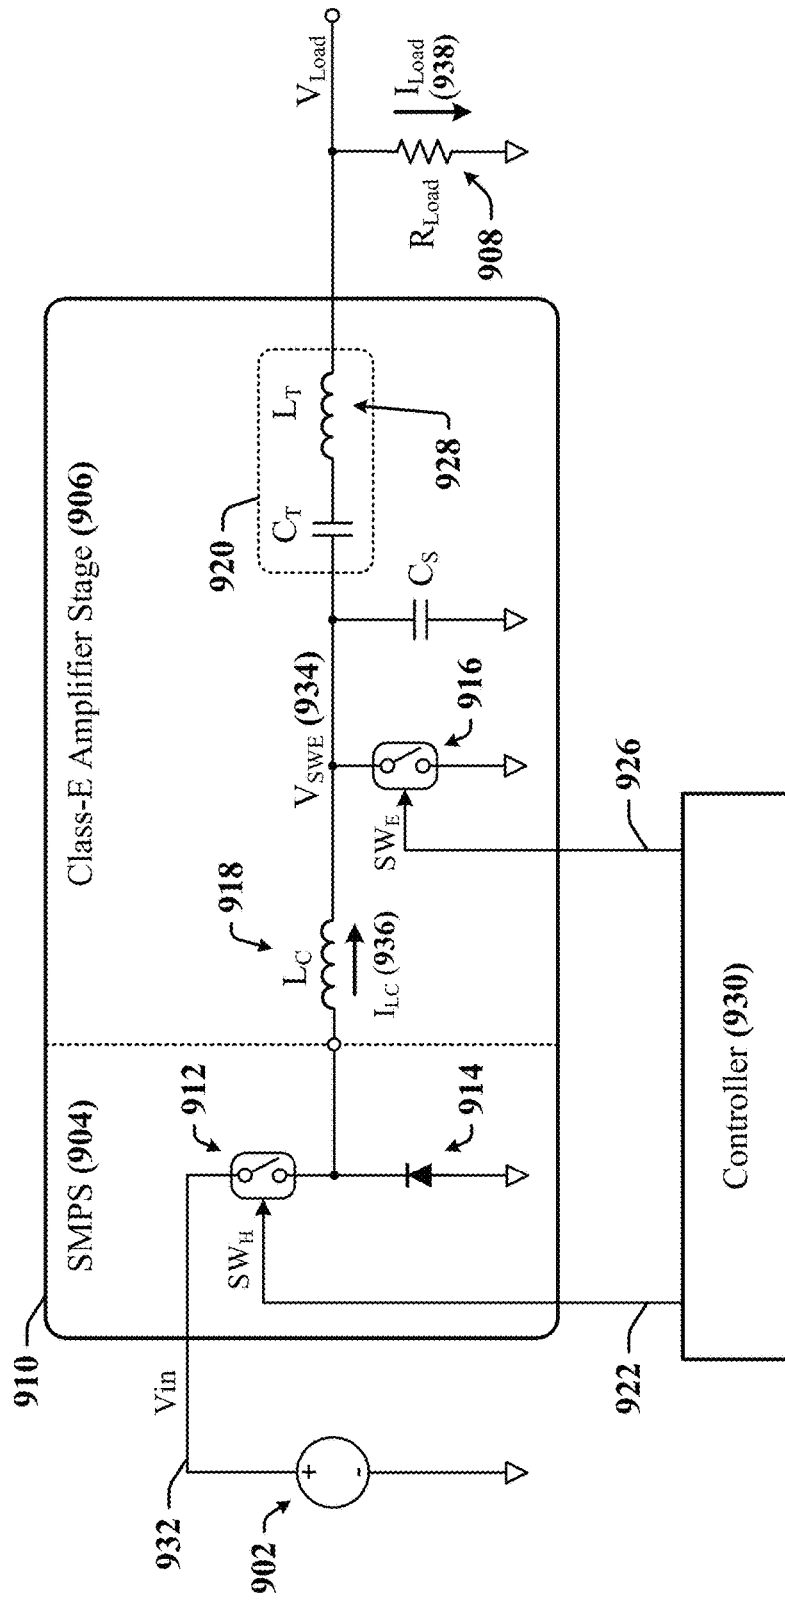 910
SMPS (904)
Class-E Amplifier Stage (906)
932
Vin
902
+
-
SW_H
912
914
918
L_C
I_LC (936)
V_SWE (934)
SW_E
916
920
C_T
L_T
928
C_S
V_Load
R_Load
908
I_Load
(938)
922
926
Controller (930)